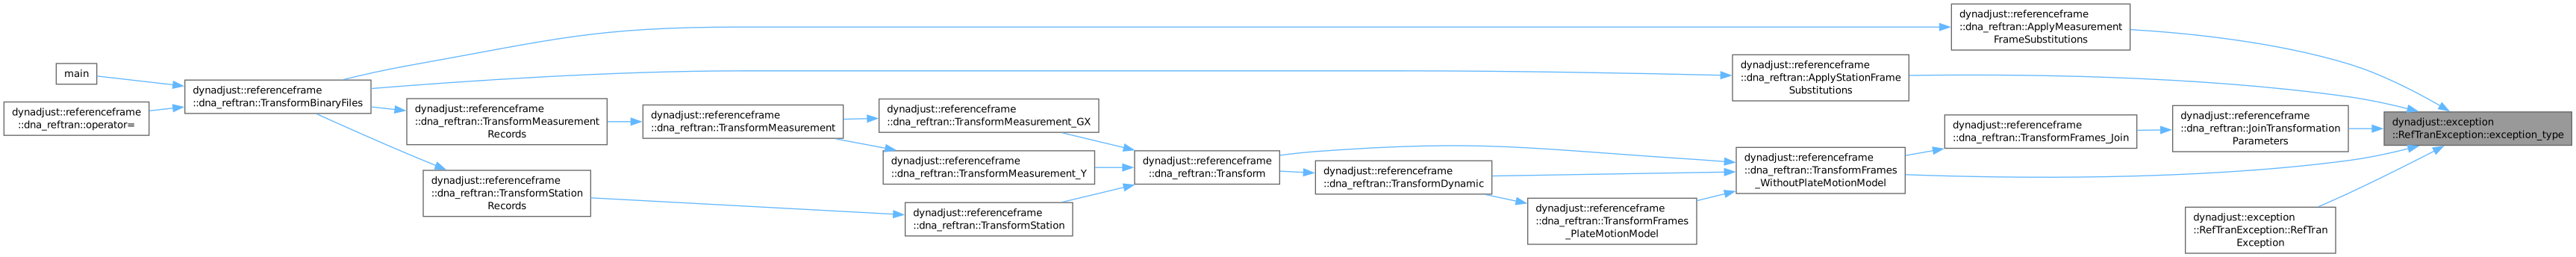 main
dynadjust::referenceframe
::dna_reftran::operator=
dynadjust::referenceframe
::dna_reftran::TransformBinaryFiles
dynadjust::referenceframe
::dna_reftran::TransformMeasurement
Records
dynadjust::referenceframe
::dna_reftran::TransformStation
Records
dynadjust::referenceframe
::dna_reftran::TransformMeasurement
dynadjust::referenceframe
::dna_reftran::TransformMeasurement_GX
dynadjust::referenceframe
::dna_reftran::TransformMeasurement_Y
dynadjust::referenceframe
::dna_reftran::TransformStation
dynadjust::referenceframe
::dna_reftran::Transform
dynadjust::referenceframe
::dna_reftran::TransformDynamic
dynadjust::referenceframe
::dna_reftran::TransformFrames
_PlateMotionModel
dynadjust::referenceframe
::dna_reftran::ApplyStationFrame
Substitutions
dynadjust::referenceframe
::dna_reftran::TransformFrames
_WithoutPlateMotionModel
dynadjust::referenceframe
::dna_reftran::ApplyMeasurement
FrameSubstitutions
dynadjust::referenceframe
::dna_reftran::TransformFrames_Join
dynadjust::referenceframe
::dna_reftran::JoinTransformation
Parameters
dynadjust::exception
::RefTranException::RefTran
Exception
dynadjust::exception
::RefTranException::exception_type